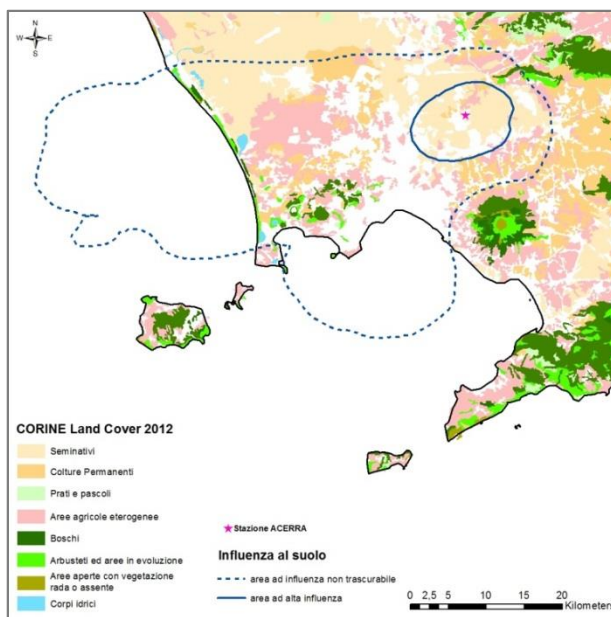 N
W E
S
CORINE Land Cover 2012
Seminativi
Colture Permanenti
Prati e pascoli
Aree agricole eterogenee
Boschi
Arbusteti ed aree in evoluzione
Aree aperte con vegetazione
rada o assente
Corpi idrici
Stazione ACERRA
Influenza al suolo
area ad influenza non trascurabile
area ad alta influenza
0 2,5 5 10 15 20
Kilometers